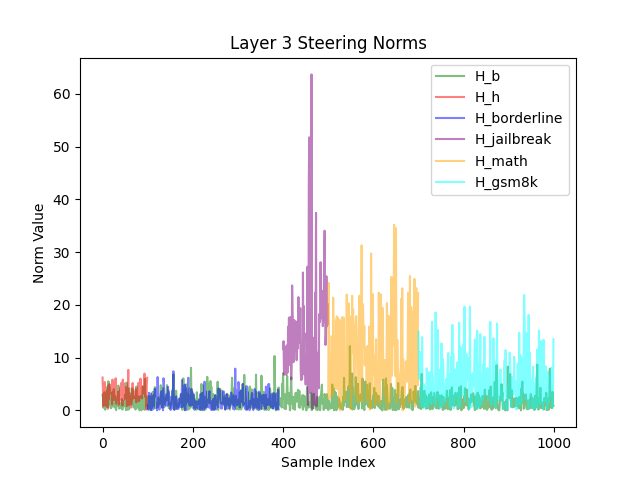 Layer 3 Steering Norms
H_b
H_h
H_borderline
H_jailbreak
H_math
H_gsm8k
Norm Value
60
50
40
30
20
10
0
0 200 400 600 800 1000
Sample Index